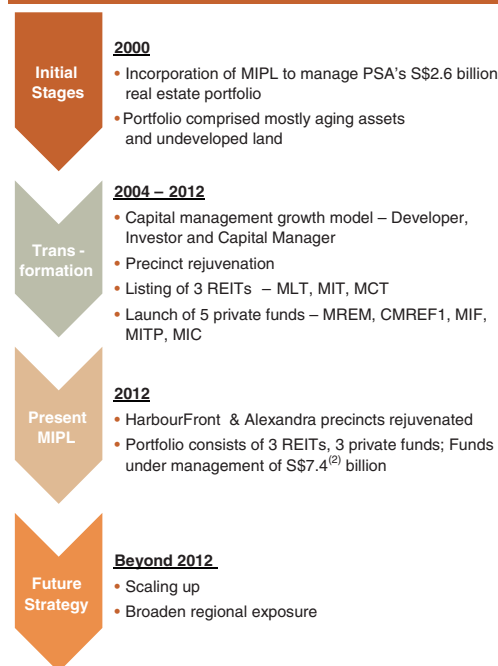 Initial
Stages
2000
• Incorporation of MIPL to manage PSA's S$2.6 billion
real estate portfolio
• Portfolio comprised mostly aging assets
and undeveloped land
Trans -
formation
2004 – 2012
• Capital management growth model – Developer,
Investor and Capital Manager
• Precinct rejuvenation
• Listing of 3 REITs – MLT, MIT, MCT
• Launch of 5 private funds – MREM, CMREF1, MIF,
MITP, MIC
Present
MIPL
2012
• HarbourFront & Alexandra precincts rejuvenated
• Portfolio consists of 3 REITs, 3 private funds; Funds
under management of S$7.4(2) billion
Future
Strategy
Beyond 2012
• Scaling up
• Broaden regional exposure